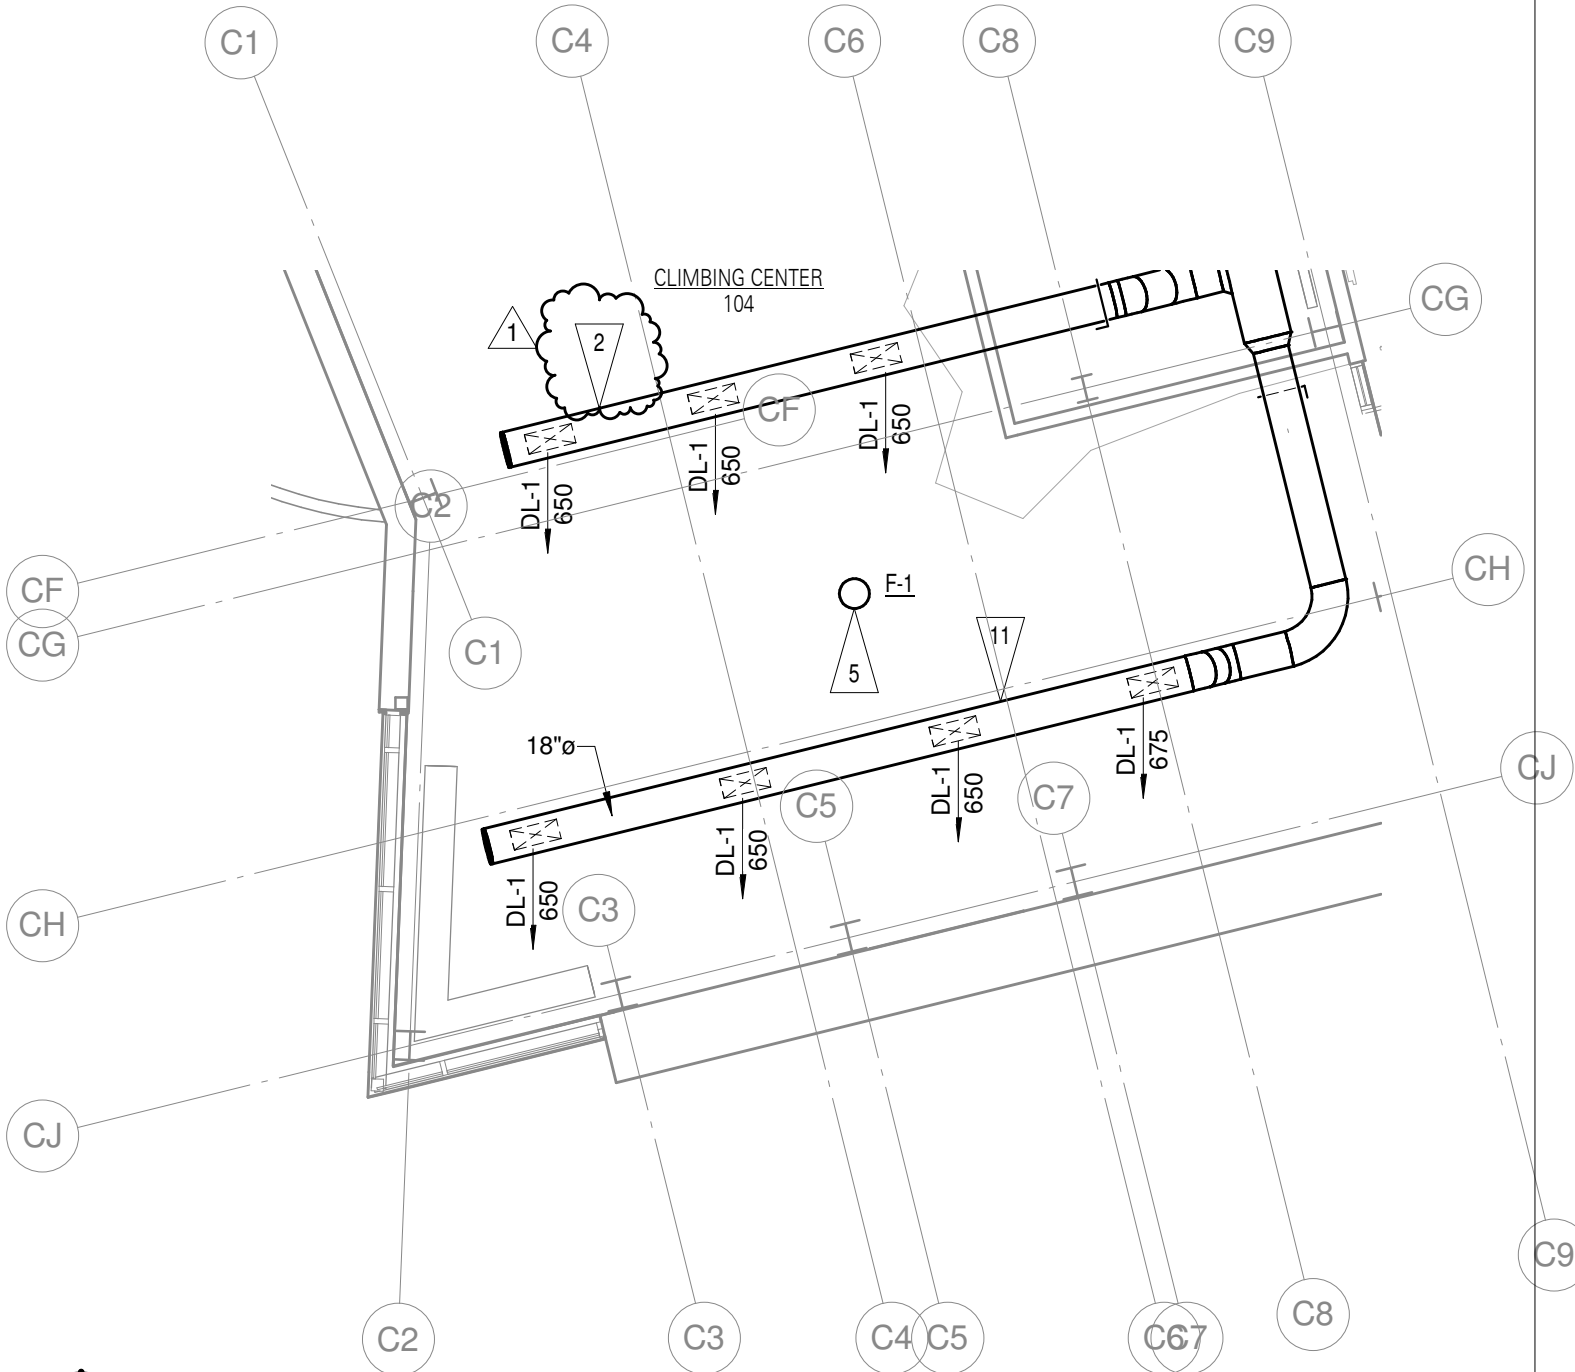 C1
C4
C6
C8
C9
CLIMBING CENTER
104
CG
1
2
CF
DL-1
650
DL-1
650
DL-1
650
C2
CF
CG
C1
CH
F-1
5
11
18"ø
DL-1
675
CJ
C5
C7
DL-1
650
DL-1
650
DL-1
650
C3
CH
CJ
C9
C2
C3
C4
C5
C6
C7
C8